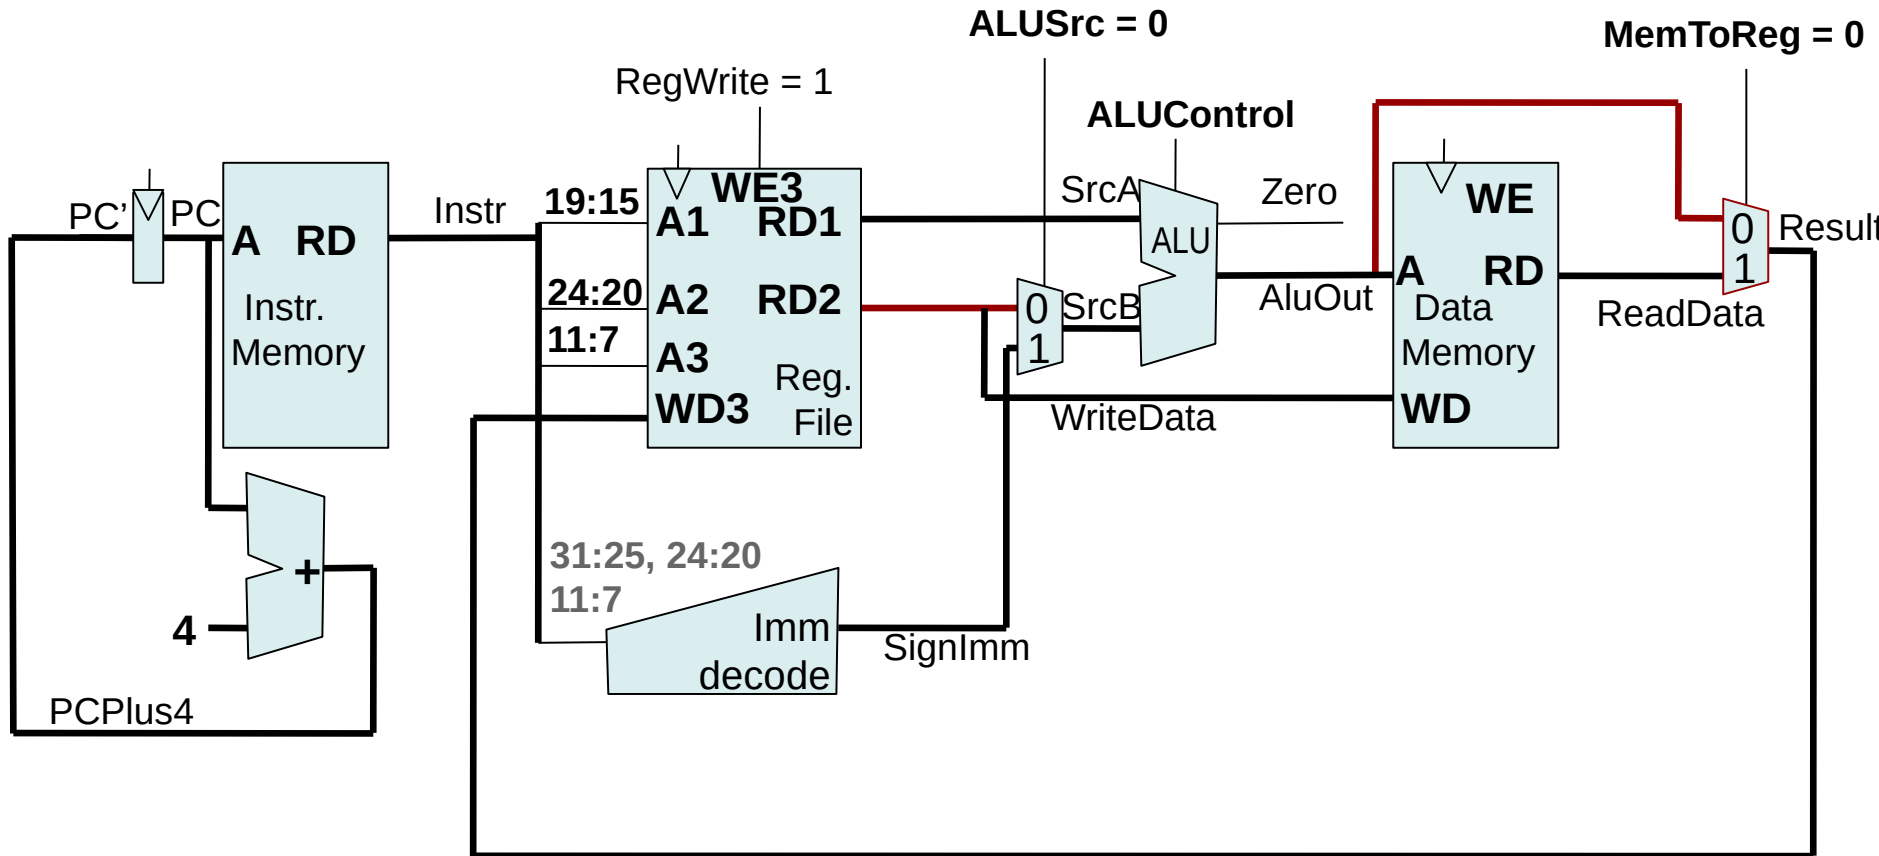 ALUSrc = 0
MemToReg = 0
RegWrite = 1
ALUControl
PC’
PC
A RD
Instr.
Memory
Instr
19:15
24:20
11:7
WE3
A1 RD1
A2 RD2
A3
WD3
Reg.
File
SrcA
0
1
SrcB
ALU
Zero
AluOut
WriteData
WE
A RD
Data
Memory
WD
ReadData
0
1
Result
+
4
PCPlus4
31:25, 24:20
11:7
Imm
decode
SignImm